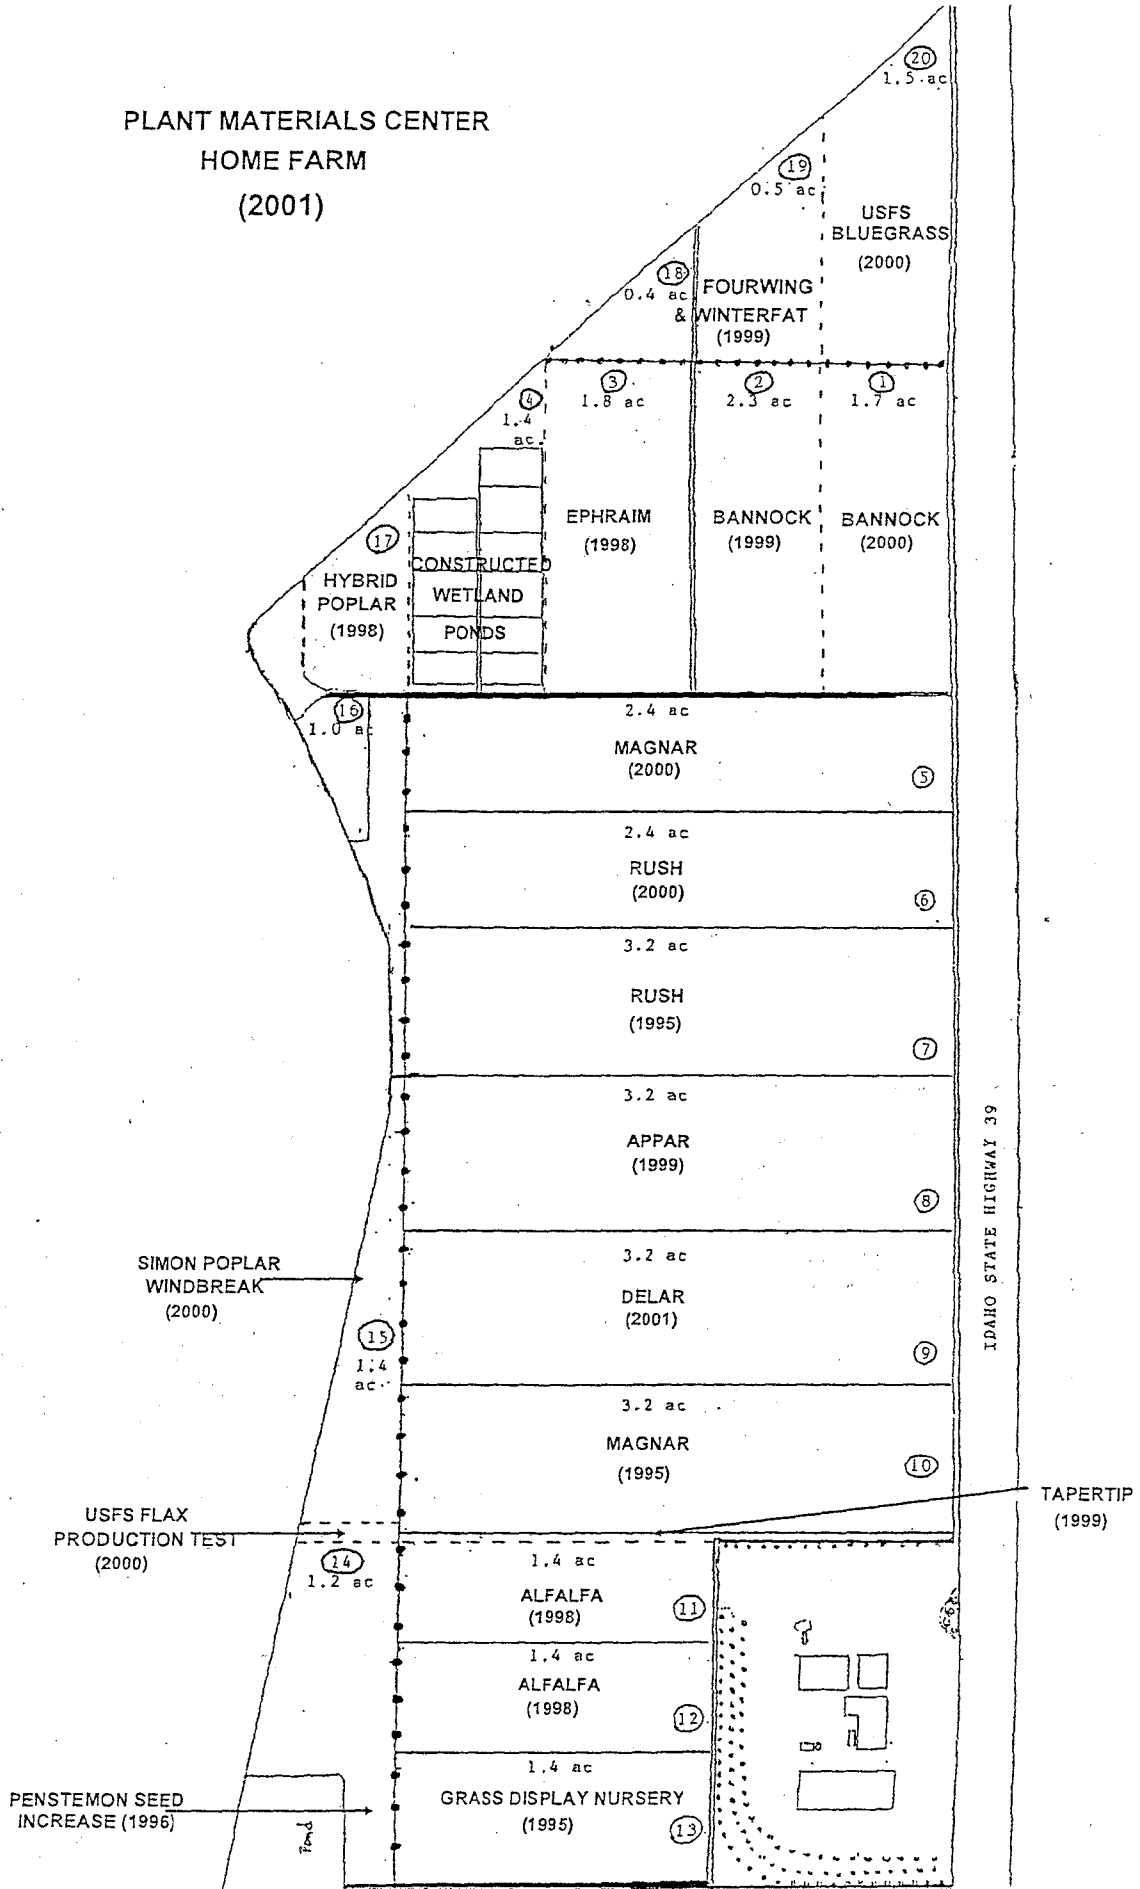 PLANT MATERIALS CENTER
HOME FARM
(2001)
20
1.5 ac
19
0.5 ac
USFS
BLUEGRASS
(2000)
18
0.4 ac
FOURWING
& WINTERFAT
(1999)
3
1.8 ac
2
2.3 ac
1
1.7 ac
4
1.4
ac.
EPHRAIM
(1998)
BANNOCK
(1999)
BANNOCK
(2000)
17
HYBRID
POPLAR
(1998)
CONSTRUCTED
WETLAND
PONDS
16
1.0 ac
2.4 ac
MAGNAR
(2000)
5
2.4 ac
RUSH
(2000)
6
3.2 ac
RUSH
(1995)
7
3.2 ac
APPAR
(1999)
8
IDAHO STATE HIGHWAY 39
SIMON POPLAR
WINDBREAK
(2000)
3.2 ac
DELAR
(2001)
9
15
1.4
ac
3.2 ac
MAGNAR
(1995)
10
TAPERTIP
(1999)
USFS FLAX
PRODUCTION TEST
(2000)
14
1.2 ac
1.4 ac
ALFALFA
(1998)
11
1.4 ac
ALFALFA
(1998)
12
1.4 ac
GRASS DISPLAY NURSERY
(1995)
13
PENSTEMON SEED
INCREASE (1996)
Pond